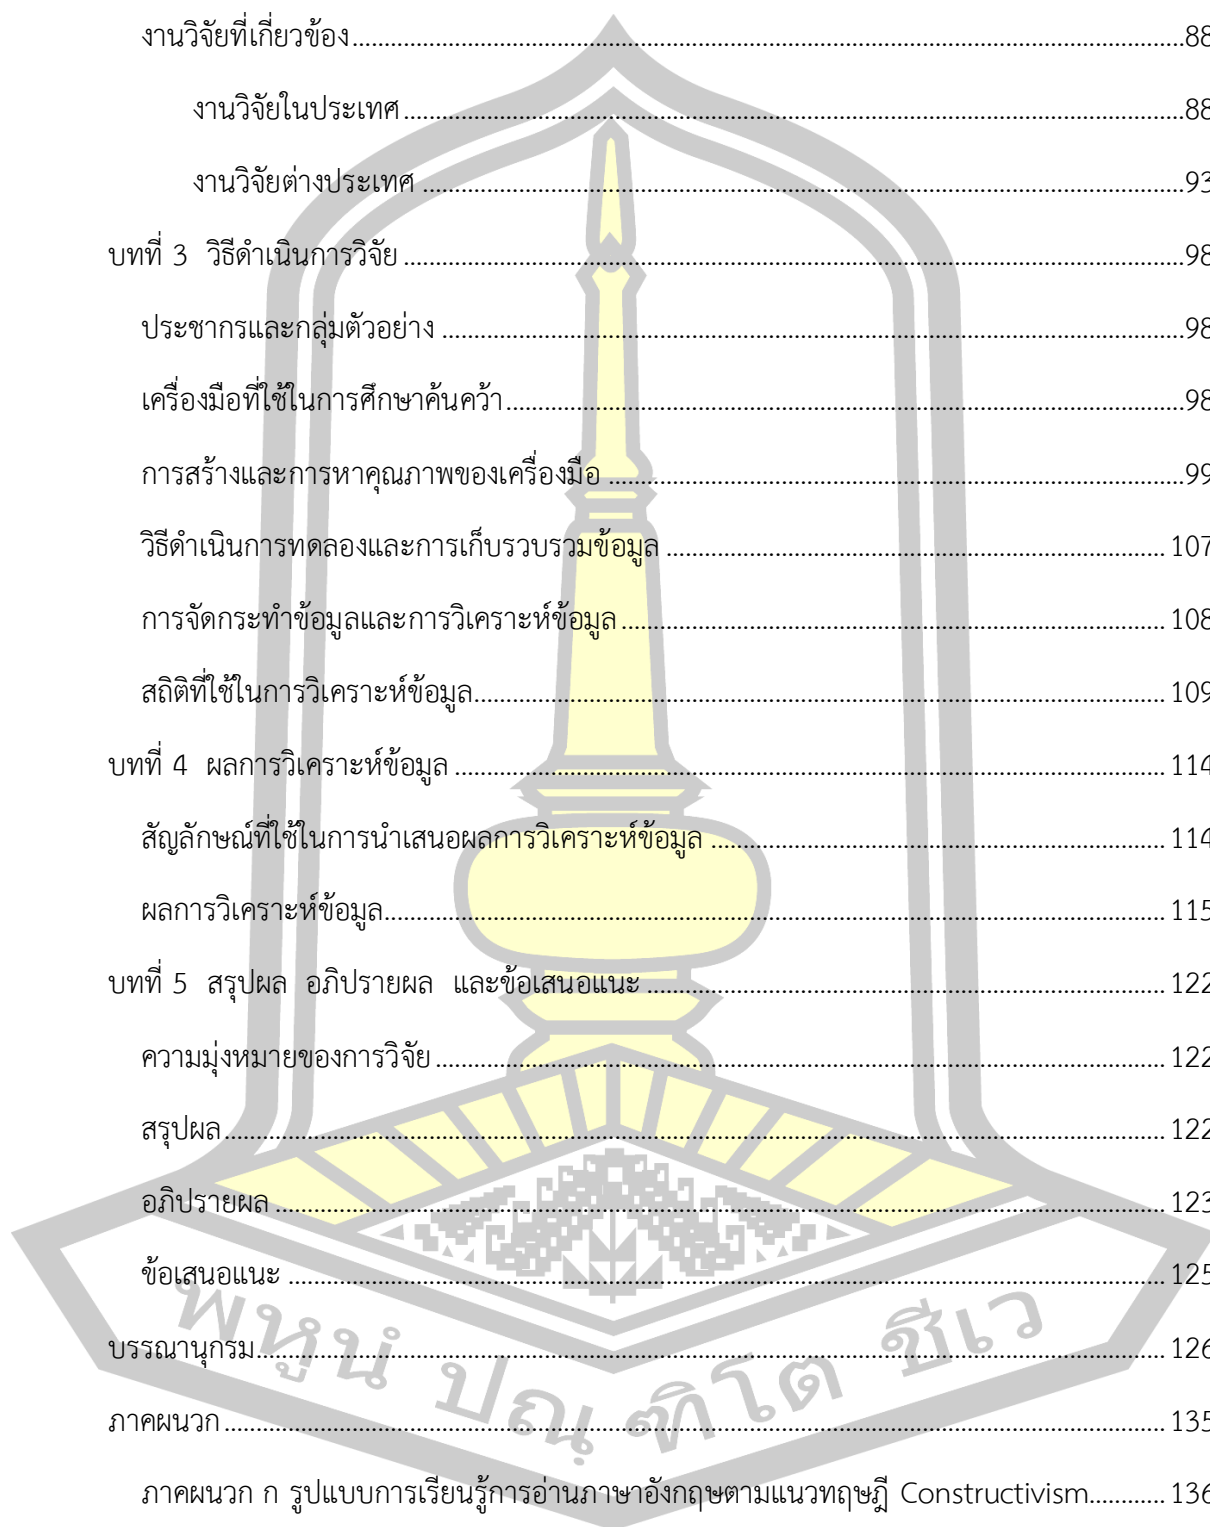 งานวิจัยที่เกี่ยวข้อง 88
งานวิจัยในประเทศ 88
งานวิจัยต่างประเทศ 93
บทที่ 3 วิธีดำเนินการวิจัย 98
ประชากรและกลุ่มตัวอย่าง 98
เครื่องมือที่ใช้ในการศึกษาค้นคว้า 98
การสร้างและการหาคุณภาพของเครื่องมือ 99
วิธีดำเนินการทดลองและการเก็บรวบรวมข้อมูล 107
การจัดกระทำข้อมูลและการวิเคราะห์ข้อมูล 108
สถิติที่ใช้ในการวิเคราะห์ข้อมูล 109
บทที่ 4 ผลการวิเคราะห์ข้อมูล 114
สัญลักษณ์ที่ใช้ในการนำเสนอผลการวิเคราะห์ข้อมูล 114
ผลการวิเคราะห์ข้อมูล 115
บทที่ 5 สรุปผล อภิปรายผล และข้อเสนอแนะ 122
ความมุ่งหมายของการวิจัย 122
สรุปผล 122
อภิปรายผล 123
ข้อเสนอแนะ 125
บรรณานุกรม 126
ภาคผนวก 135
ภาคผนวก ก รูปแบบการเรียนรู้การอ่านภาษาอังกฤษตามแนวทฤษฎี Constructivism 136
พหูนํ ปณฺฑิโต ชีเว